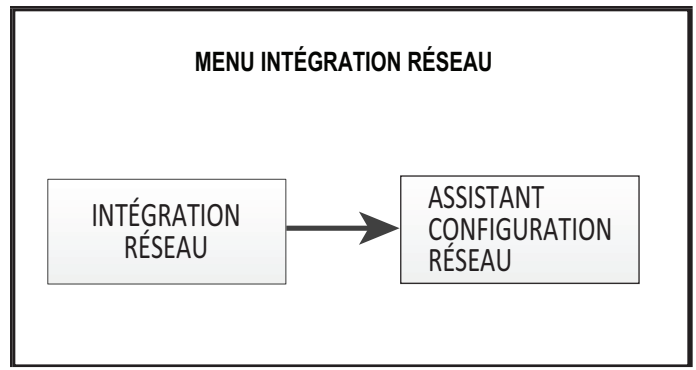 MENU INTÉGRATION RÉSEAU
INTÉGRATION
RÉSEAU
ASSISTANT
CONFIGURATION
RÉSEAU